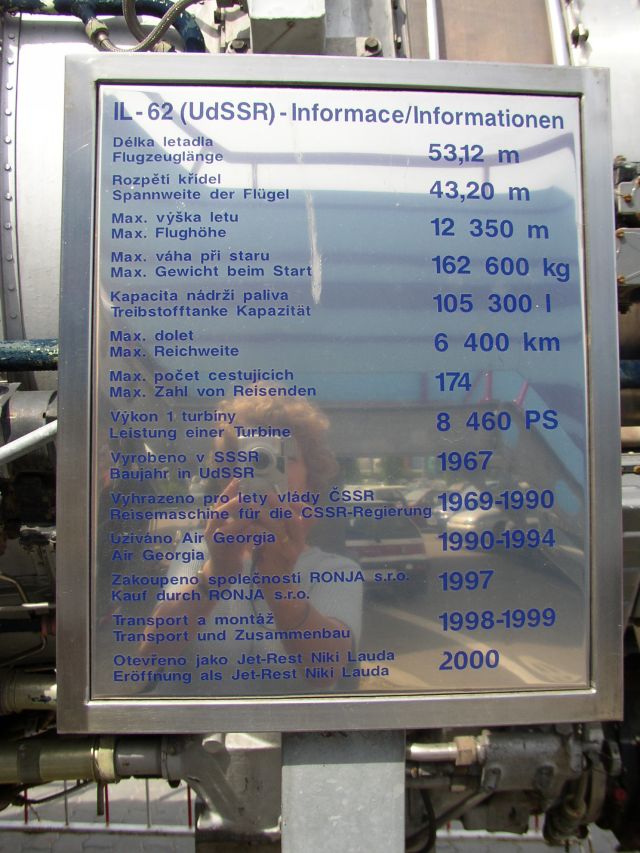 IL-62 (UdSSR) - Informace/Informationen
Délka letadla
Flugzeuglänge 53,12 m
Rozpětí křídel
Spannweite der Flügel 43,20 m
Max. výška letu
Max. Flughöhe 12 350 m
Max. váha při staru
Max. Gewicht beim Start 162 600 kg
Kapacita nádrži paliva
Treibstofftanke Kapazität 105 300 l
Max. dolet
Max. Reichweite 6 400 km
Max. počet cestujících
Max. Zahl von Reisenden 174
Výkon 1 turbíny
Leistung einer Turbine 8 460 PS
Vyrobeno v SSSR
Baujahr in UdSSR 1967
Vyhrazeno pro lety vlády ČSSR
Reisemaschine für die CSSR-Regierung 1969-1990
Užíváno Air Georgia
Air Georgia 1990-1994
Zakoupeno společností RONJA s.r.o.
Kauf durch RONJA s.r.o. 1997
Transport a montáž
Transport und Zusammenbau 1998-1999
Otevřeno jako Jet-Rest Niki Lauda
Eröffnung als Jet-Rest Niki Lauda 2000